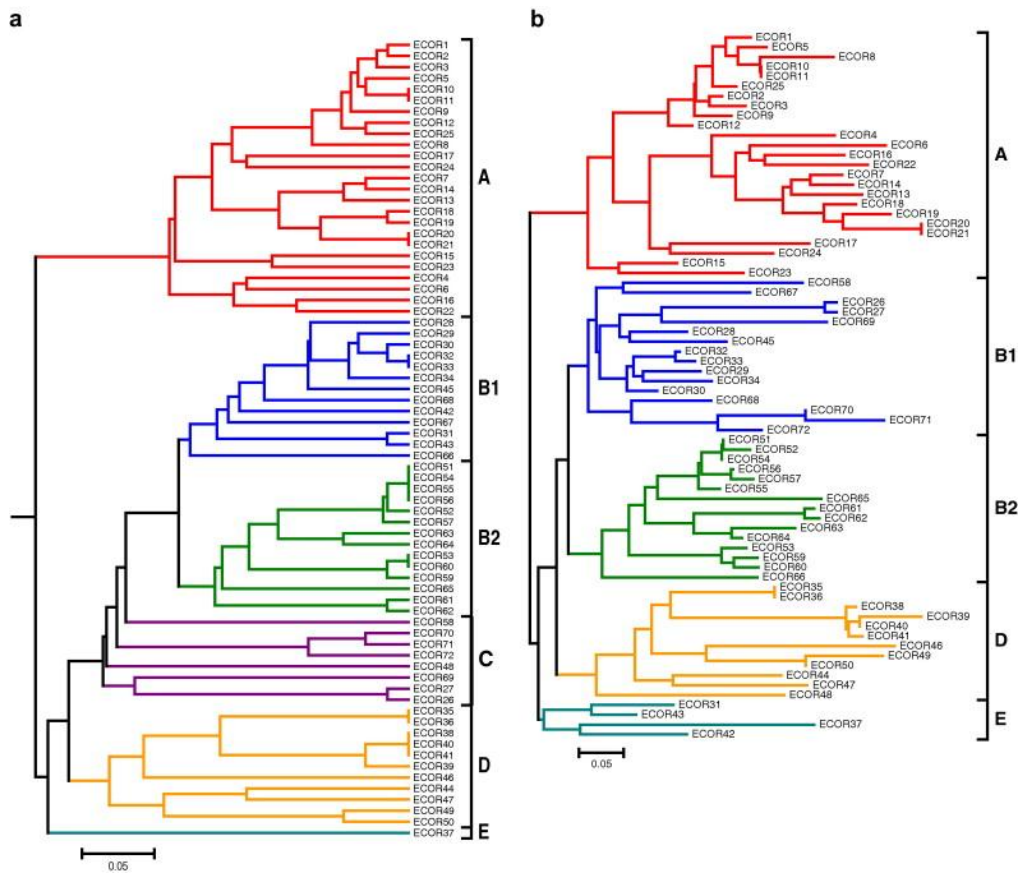 a
ECOR1
ECOR2
ECOR3
ECOR5
ECOR10
ECOR11
ECOR9
ECOR12
ECOR25
ECOR8
ECOR17
ECOR24
ECOR7
ECOR14
ECOR13
ECOR18
ECOR19
ECOR20
ECOR21
ECOR15
ECOR23
ECOR4
ECOR6
ECOR16
ECOR22
ECOR28
ECOR29
ECOR30
ECOR32
ECOR33
ECOR34
ECOR45
ECOR68
ECOR42
ECOR67
ECOR31
ECOR43
ECOR66
ECOR51
ECOR54
ECOR55
ECOR56
ECOR52
ECOR57
ECOR63
ECOR64
ECOR53
ECOR60
ECOR59
ECOR65
ECOR61
ECOR62
ECOR58
ECOR70
ECOR71
ECOR72
ECOR48
ECOR69
ECOR27
ECOR26
ECOR35
ECOR36
ECOR38
ECOR40
ECOR41
ECOR39
ECOR46
ECOR44
ECOR47
ECOR49
ECOR50
ECOR37
A
B1
B2
C
D
E
0.05
b
ECOR1
ECOR5
ECOR8
ECOR10
ECOR11
ECOR25
ECOR2
ECOR3
ECOR9
ECOR12
ECOR4
ECOR6
ECOR16
ECOR22
ECOR7
ECOR14
ECOR13
ECOR18
ECOR19
ECOR20
ECOR21
ECOR17
ECOR24
ECOR15
ECOR23
ECOR58
ECOR67
ECOR26
ECOR27
ECOR69
ECOR28
ECOR45
ECOR32
ECOR33
ECOR29
ECOR34
ECOR30
ECOR68
ECOR70
ECOR71
ECOR72
ECOR51
ECOR52
ECOR54
ECOR56
ECOR57
ECOR55
ECOR65
ECOR61
ECOR62
ECOR63
ECOR64
ECOR53
ECOR59
ECOR60
ECOR66
ECOR35
ECOR36
ECOR38
ECOR39
ECOR40
ECOR41
ECOR46
ECOR49
ECOR50
ECOR44
ECOR47
ECOR48
ECOR31
ECOR43
ECOR37
ECOR42
A
B1
B2
D
E
0.05